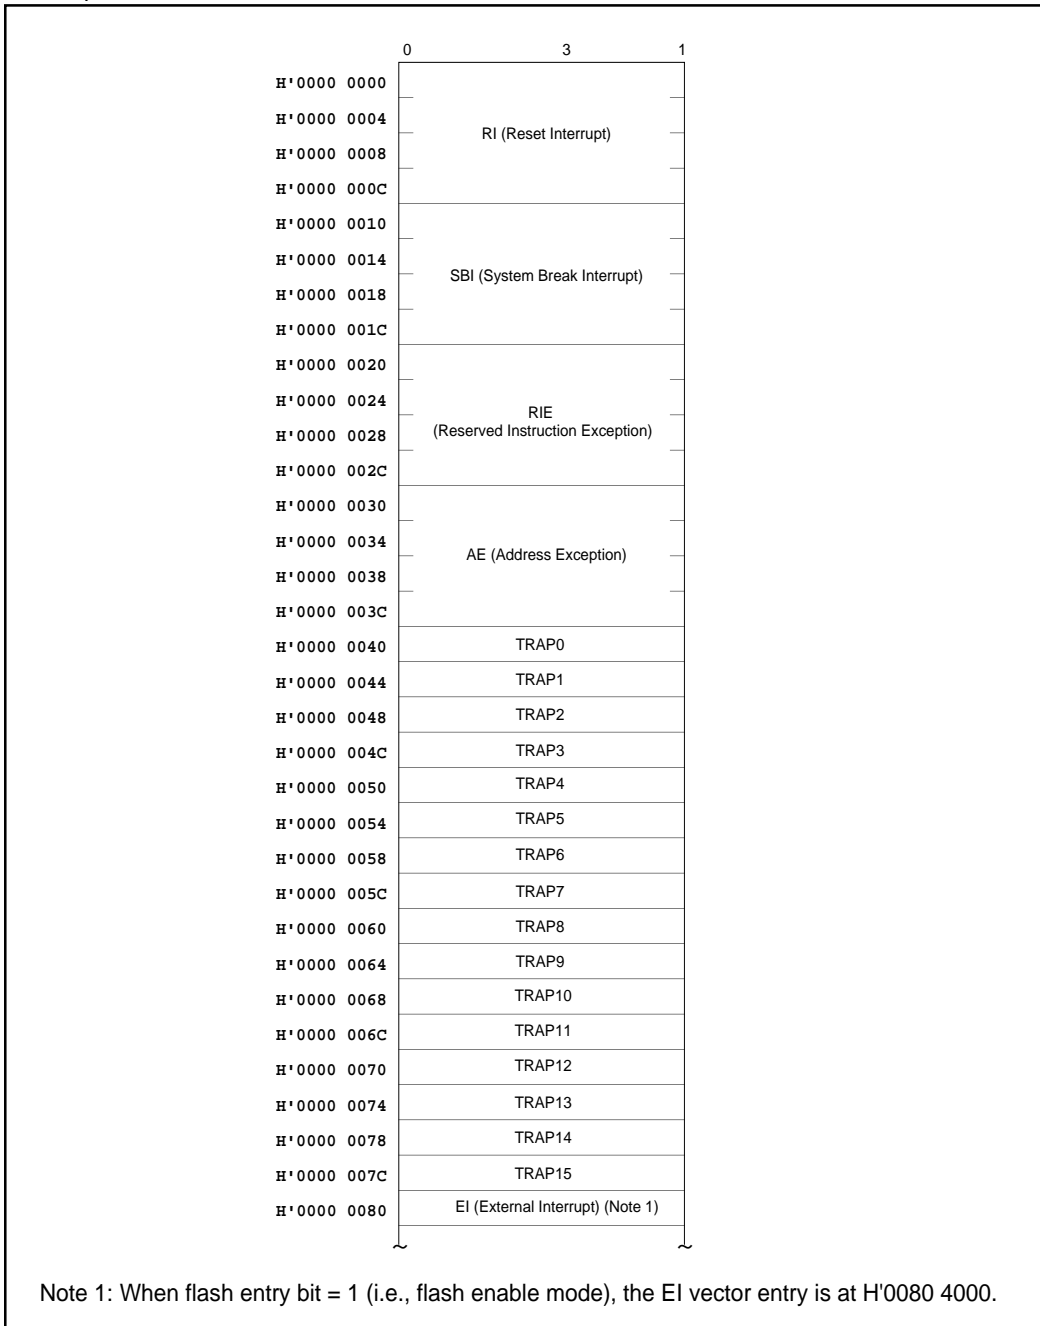 0 3 1
H'0000 0000
H'0000 0004
RI (Reset Interrupt)
H'0000 0008
H'0000 000C
H'0000 0010
H'0000 0014
SBI (System Break Interrupt)
H'0000 0018
H'0000 001C
H'0000 0020
H'0000 0024
RIE
(Reserved Instruction Exception)
H'0000 0028
H'0000 002C
H'0000 0030
H'0000 0034
AE (Address Exception)
H'0000 0038
H'0000 003C
H'0000 0040 TRAP0
H'0000 0044 TRAP1
H'0000 0048 TRAP2
H'0000 004C TRAP3
H'0000 0050 TRAP4
H'0000 0054 TRAP5
H'0000 0058 TRAP6
H'0000 005C TRAP7
H'0000 0060 TRAP8
H'0000 0064 TRAP9
H'0000 0068 TRAP10
H'0000 006C TRAP11
H'0000 0070 TRAP12
H'0000 0074 TRAP13
H'0000 0078 TRAP14
H'0000 007C TRAP15
H'0000 0080 EI (External Interrupt) (Note 1)
~ ~
Note 1: When flash entry bit = 1 (i.e., flash enable mode), the EI vector entry is at H'0080 4000.